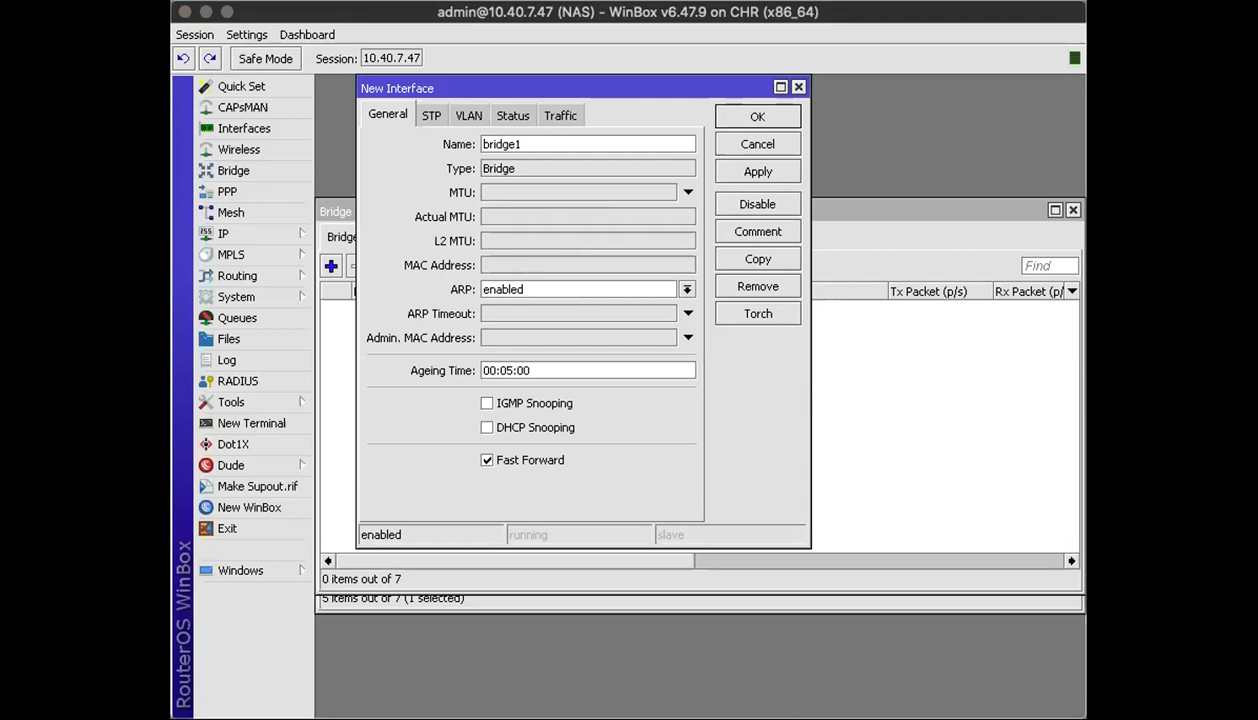 admin@10.40.7.47 (NAS) - WinBox v6.47.9 on CHR (x86_64)
Session Settings Dashboard
Safe Mode Session: 10.40.7.47
Quick Set
CAPsMAN
Interfaces
Wireless
Bridge
PPP
Mesh
IP
MPLS
Routing
System
Queues
Files
Log
RADIUS
Tools
New Terminal
Dot1X
Dude
Make Supout.rif
New WinBox
Exit
Windows
RouterOS WinBox
New Interface
General STP VLAN Status Traffic
Name: bridge1
Type: Bridge
MTU:
Actual MTU:
L2 MTU:
MAC Address:
ARP: enabled
ARP Timeout:
Admin. MAC Address:
Ageing Time: 00:05:00
IGMP Snooping
DHCP Snooping
Fast Forward
enabled running slave
OK
Cancel
Apply
Disable
Comment
Copy
Remove
Torch
Bridge
Bridge
Find
Tx Packet (p/s) Rx Packet (p/
0 items out of 7
5 items out of 7 (1 selected)